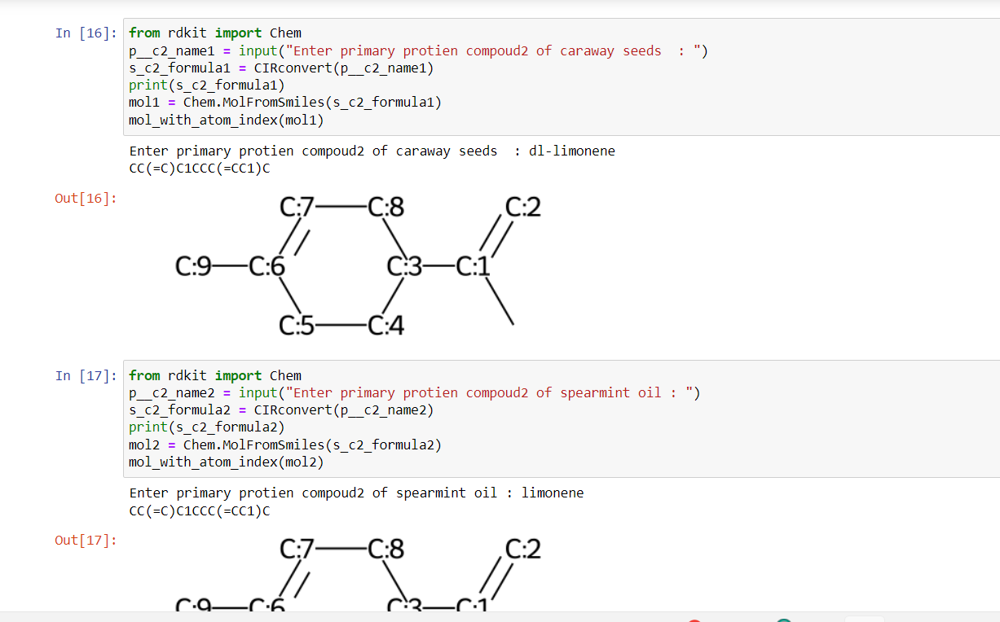 In [16]: from rdkit import Chem
p__c2_name1 = input("Enter primary protien compoud2 of caraway seeds  : ")
s_c2_formula1 = CIRconvert(p__c2_name1)
print(s_c2_formula1)
mol1 = Chem.MolFromSmiles(s_c2_formula1)
mol_with_atom_index(mol1)
Enter primary protien compoud2 of caraway seeds  : dl-limonene
CC(=C)C1CCC(=CC1)C
Out[16]:
C:7 C:8 C:2
C:9 C:6 C:3 C:1
C:5 C:4
In [17]: from rdkit import Chem
p__c2_name2 = input("Enter primary protien compoud2 of spearmint oil : ")
s_c2_formula2 = CIRconvert(p__c2_name2)
print(s_c2_formula2)
mol2 = Chem.MolFromSmiles(s_c2_formula2)
mol_with_atom_index(mol2)
Enter primary protien compoud2 of spearmint oil : limonene
CC(=C)C1CCC(=CC1)C
Out[17]:
C:7 C:8 C:2
C:9 C:6 C:3 C:1